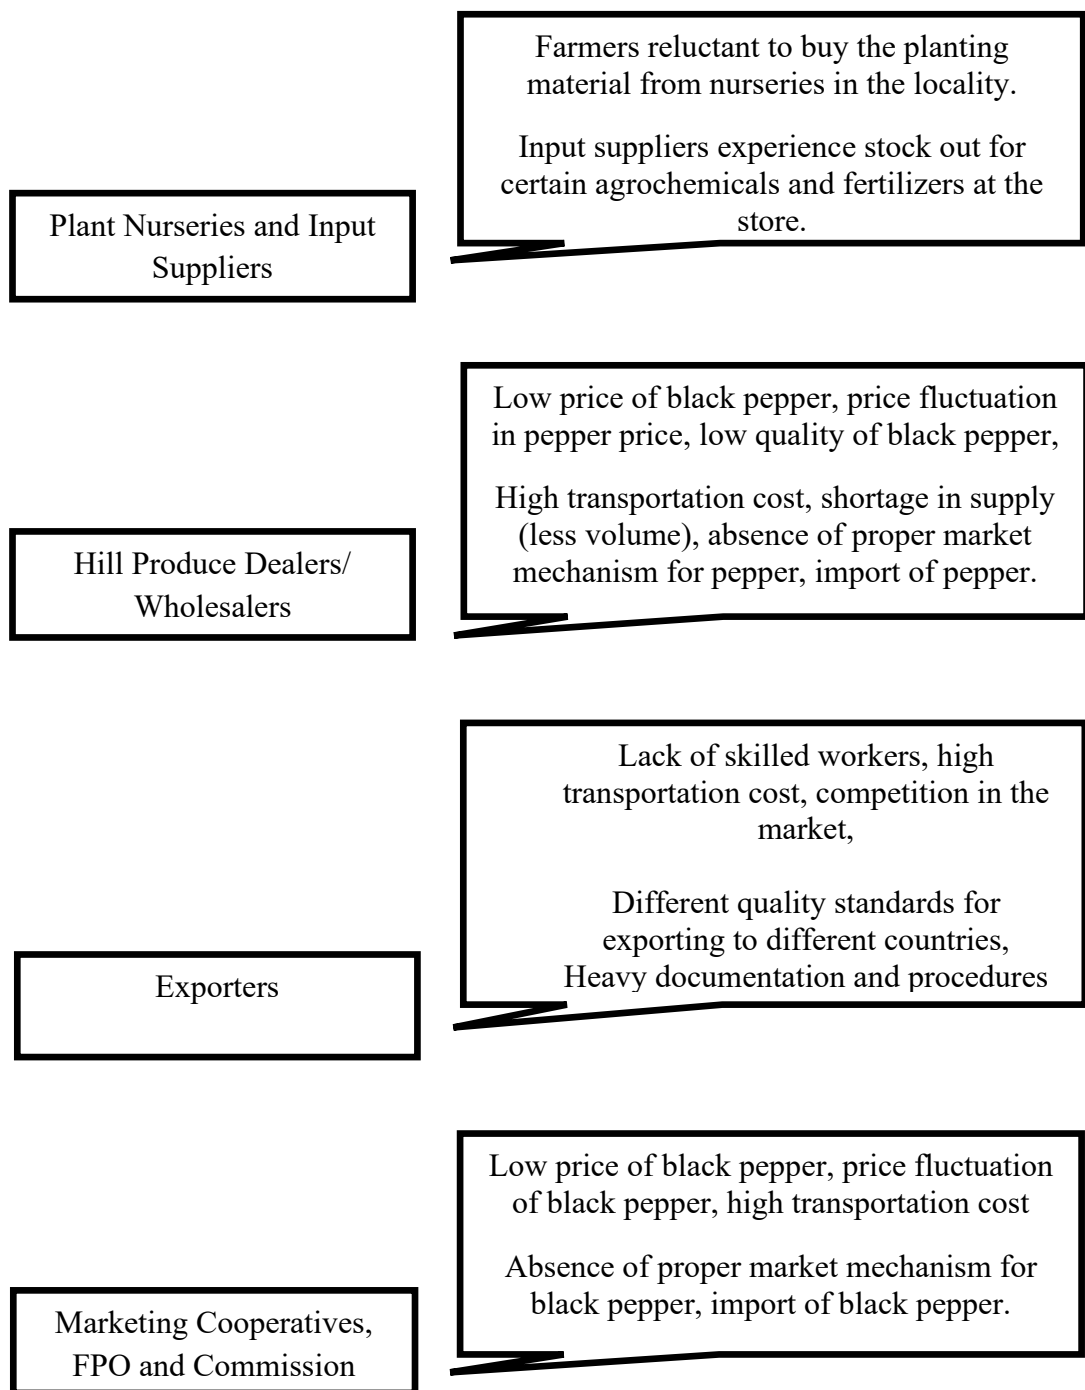 Farmers reluctant to buy the planting
material from nurseries in the locality.
Input suppliers experience stock out for
certain agrochemicals and fertilizers at the
store.
Plant Nurseries and Input
Suppliers
Low price of black pepper, price fluctuation
in pepper price, low quality of black pepper,
High transportation cost, shortage in supply
(less volume), absence of proper market
mechanism for pepper, import of pepper.
Hill Produce Dealers/
Wholesalers
Lack of skilled workers, high
transportation cost, competition in the
market,
Different quality standards for
exporting to different countries,
Heavy documentation and procedures
Exporters
Low price of black pepper, price fluctuation
of black pepper, high transportation cost
Absence of proper market mechanism for
black pepper, import of black pepper.
Marketing Cooperatives,
FPO and Commission